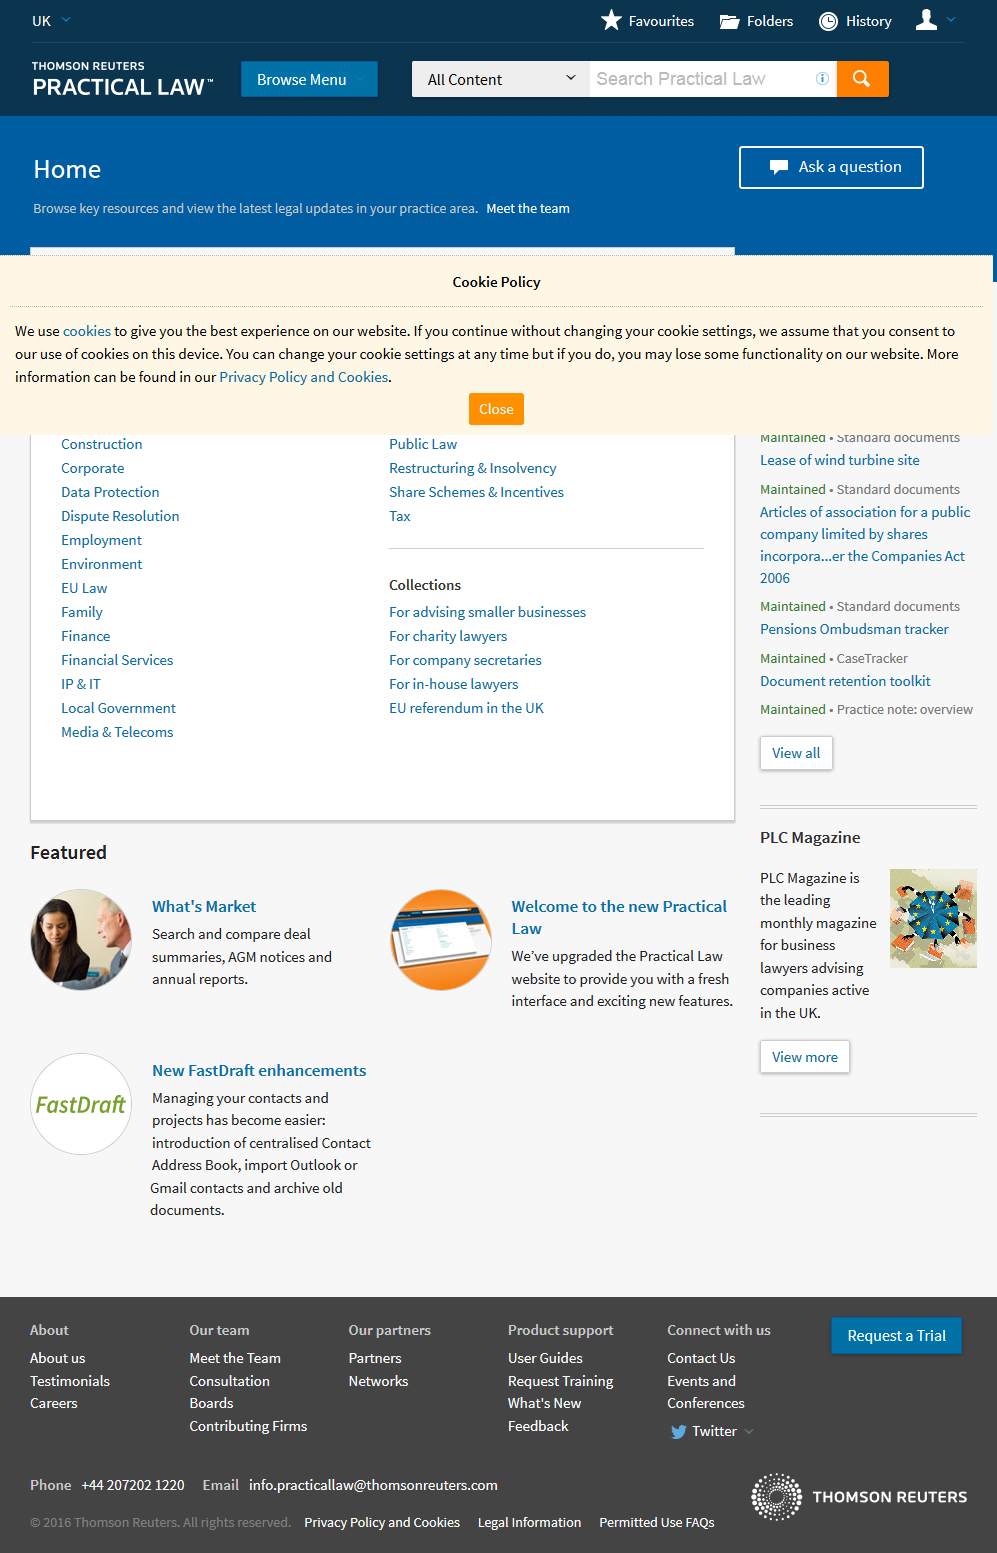 UK
Favourites
Folders
History
THOMSON REUTERS
PRACTICAL LAW™
Browse Menu
All Content
Search Practical Law
Home
Ask a question
Browse key resources and view the latest legal updates in your practice area. Meet the team
Cookie Policy
We use cookies to give you the best experience on our website. If you continue without changing your cookie settings, we assume that you consent to
our use of cookies on this device. You can change your cookie settings at any time but if you do, you may lose some functionality on our website. More
information can be found in our Privacy Policy and Cookies.
Close
Construction
Corporate
Data Protection
Dispute Resolution
Employment
Environment
EU Law
Family
Finance
Financial Services
IP & IT
Local Government
Media & Telecoms
Public Law
Restructuring & Insolvency
Share Schemes & Incentives
Tax
Collections
For advising smaller businesses
For charity lawyers
For company secretaries
For in-house lawyers
EU referendum in the UK
Maintained • Standard documents
Lease of wind turbine site
Maintained • Standard documents
Articles of association for a public
company limited by shares
incorpora...er the Companies Act
2006
Maintained • Standard documents
Pensions Ombudsman tracker
Maintained • CaseTracker
Document retention toolkit
Maintained • Practice note: overview
View all
PLC Magazine
PLC Magazine is
the leading
monthly magazine
for business
lawyers advising
companies active
in the UK.
View more
Featured
What's Market
Search and compare deal
summaries, AGM notices and
annual reports.
Welcome to the new Practical
Law
We've upgraded the Practical Law
website to provide you with a fresh
interface and exciting new features.
FastDraft
New FastDraft enhancements
Managing your contacts and
projects has become easier:
introduction of centralised Contact
Address Book, import Outlook or
Gmail contacts and archive old
documents.
About
About us
Testimonials
Careers
Our team
Meet the Team
Consultation
Boards
Contributing Firms
Our partners
Partners
Networks
Product support
User Guides
Request Training
What's New
Feedback
Connect with us
Contact Us
Events and
Conferences
Twitter
Request a Trial
Phone +44 207202 1220 Email info.practicallaw@thomsonreuters.com
THOMSON REUTERS
© 2016 Thomson Reuters. All rights reserved. Privacy Policy and Cookies Legal Information Permitted Use FAQs